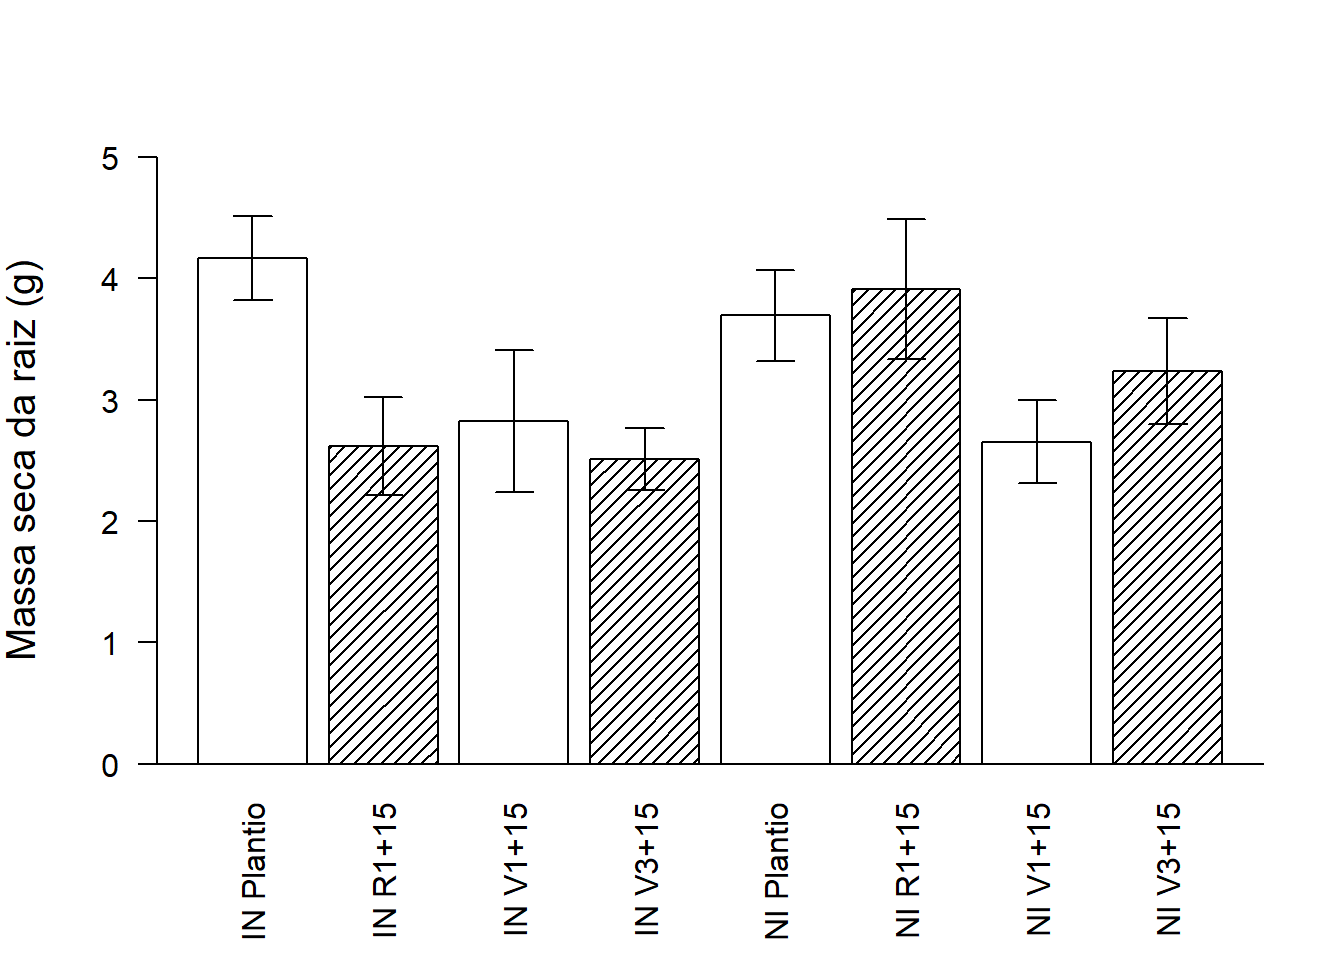 Massa seca da raiz (g)
5
4
3
2
1
0
IN Plantio
IN R1+15
IN V1+15
IN V3+15
NI Plantio
NI R1+15
NI V1+15
NI V3+15